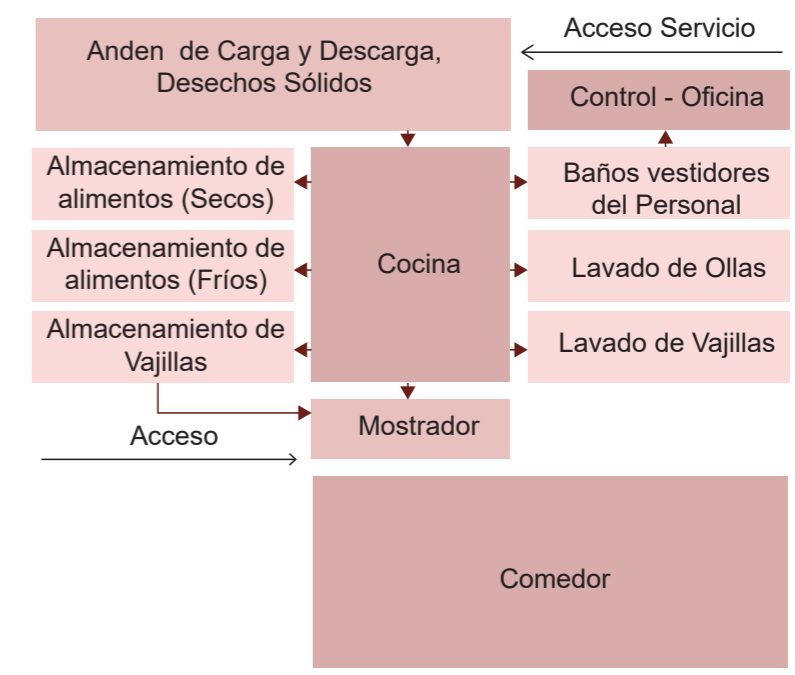 Acceso Servicio
Anden de Carga y Descarga,
Desechos Sólidos
Control - Oficina
Almacenamiento de
alimentos (Secos)
Baños vestidores
del Personal
Almacenamiento de
alimentos (Fríos)
Cocina
Lavado de Ollas
Almacenamiento de
Vajillas
Lavado de Vajillas
Mostrador
Acceso
Comedor